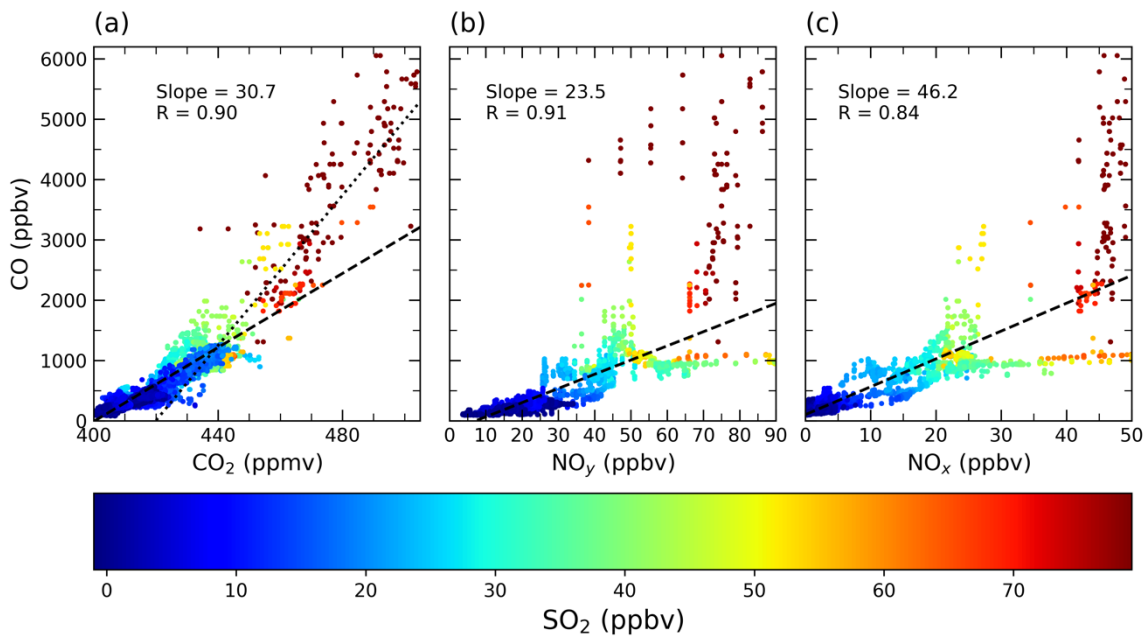 (a)
(b)
(c)
Slope = 30.7
R = 0.90
Slope = 23.5
R = 0.91
Slope = 46.2
R = 0.84
6000
5000
4000
3000
2000
1000
0
CO (ppbv)
400 440 480
CO₂ (ppmv)
0 10 20 30 40 50 60 70 80 90
NOᵧ (ppbv)
0 10 20 30 40 50
NOₓ (ppbv)
0 10 20 30 40 50 60 70
SO₂ (ppbv)